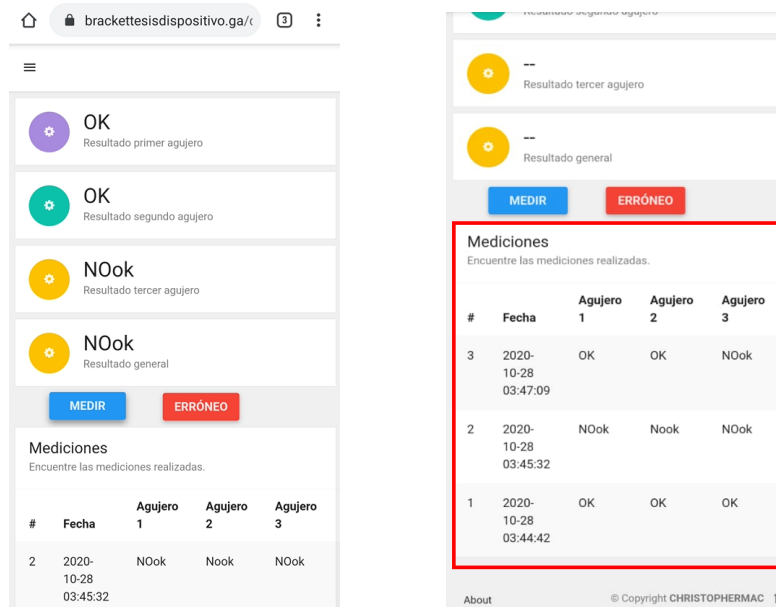 brackettesisdispositivo.ga/
3
OK
Resultado primer agujero
OK
Resultado segundo agujero
NOok
Resultado tercer agujero
NOok
Resultado general
MEDIR ERRÓNEO
Mediciones
Encuentre las mediciones realizadas.
# Fecha Agujero 1 Agujero 2 Agujero 3
2 2020- NOok Nook NOok
10-28
03:45:32
Resultado segundo agujero
--
Resultado tercer agujero
--
Resultado general
MEDIR ERRÓNEO
Mediciones
Encuentre las mediciones realizadas.
# Fecha Agujero 1 Agujero 2 Agujero 3
3 2020- OK OK NOok
10-28
03:47:09
2 2020- NOok Nook NOok
10-28
03:45:32
1 2020- OK OK OK
10-28
03:44:42
About © Copyright CHRISTOPHERMAC